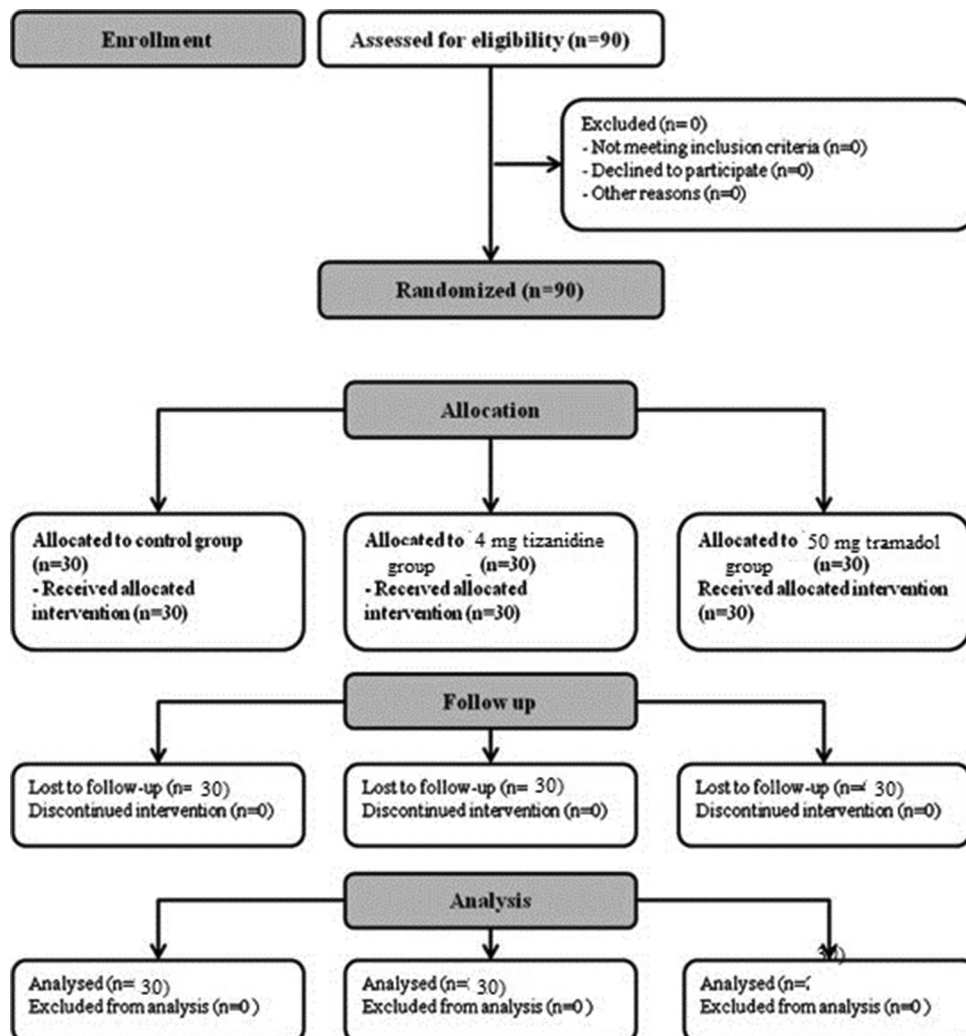 Enrollment
Assessed for eligibility (n=90)
Excluded (n= 0)
- Not meeting inclusion criteria (n=0)
- Declined to participate (n=0)
- Other reasons (n=0)
Randomized (n=90)
Allocation
Allocated to control group
(n=30)
- Received allocated
intervention (n=30)
Allocated to 4 mg tizanidine
group (n=30)
- Received allocated
intervention (n=30)
Allocated to 50 mg tramadol
group (n=30)
Received allocated intervention
(n=30)
Follow up
Lost to follow-up (n= 30)
Discontinued intervention (n=0)
Lost to follow-up (n= 30)
Discontinued intervention (n=0)
Lost to follow-up (n= 30)
Discontinued intervention (n=0)
Analysis
Analysed (n= 30)
Excluded from analysis (n=0 )
Analysed (n= 30)
Excluded from analysis (n=0 )
Analysed (n=
Excluded from analysis (n=0 )